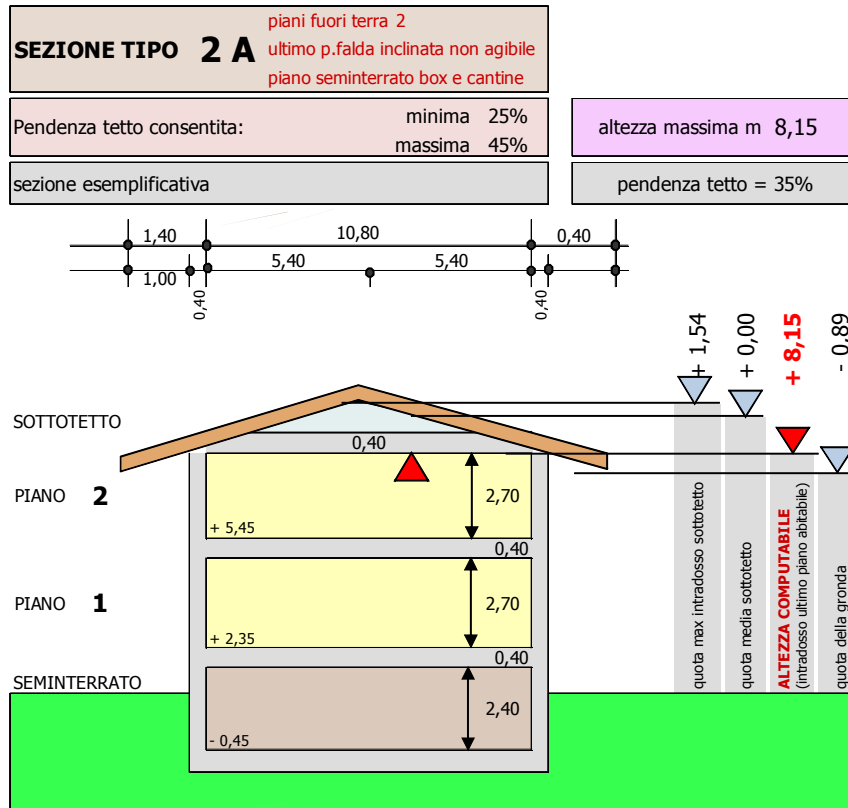 SEZIONE TIPO 2 A
piani fuori terra 2
ultimo p.falda inclinata non agibile
piano seminterrato box e cantine
Pendenza tetto consentita:
minima 25%
massima 45%
altezza massima m 8,15
sezione esemplificativa
pendenza tetto = 35%
1,40
10,80
0,40
1,00
5,40
5,40
0,40
0,40
+ 1,54
+ 0,00
+ 8,15
- 0,89
SOTTOTETTO
0,40
PIANO 2
2,70
+ 5,45
0,40
PIANO 1
2,70
+ 2,35
0,40
SEMINTERRATO
2,40
- 0,45
quota max intradosso sottotetto
quota media sottotetto
ALTEZZA COMPUTABILE
(intradosso ultimo piano abitabile)
quota della gronda